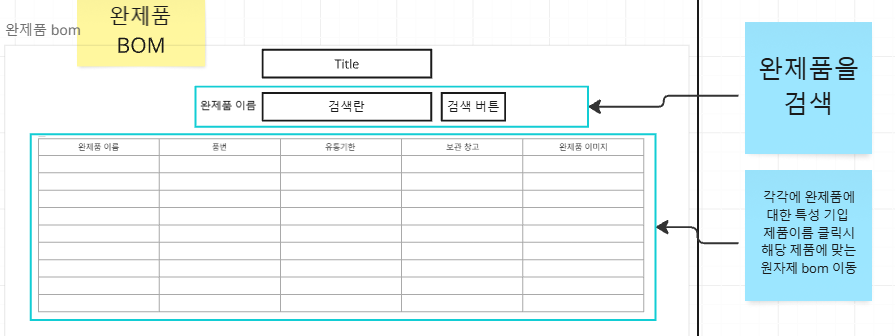 완제품 bom
완제품
BOM
Title
완제품 이름
검색란
검색 버튼
완제품 이름
품번
유통기한
보관 창고
완제품 이미지
완제품을
검색
각각에 완제품에
대한 특성 기입
제품이름 클릭시
해당 제품에 맞는
원자제 bom 이동